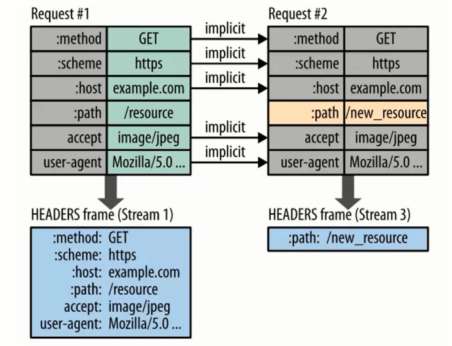 Request #1
implicit
Request #2
:method GET
:method GET
implicit
:scheme https
:scheme https
implicit
:host example.com
:host example.com
:path /resource
:path /new_resource
implicit
accept image/jpeg
accept image/jpeg
implicit
user-agent Mozilla/5.0 ...
user-agent Mozilla/5.0 ...
HEADERS frame (Stream 1)
:method: GET
:scheme: https
:host: example.com
:path: /resource
accept: image/jpeg
user-agent: Mozilla/5.0 ...
HEADERS frame (Stream 3)
:path: /new_resource